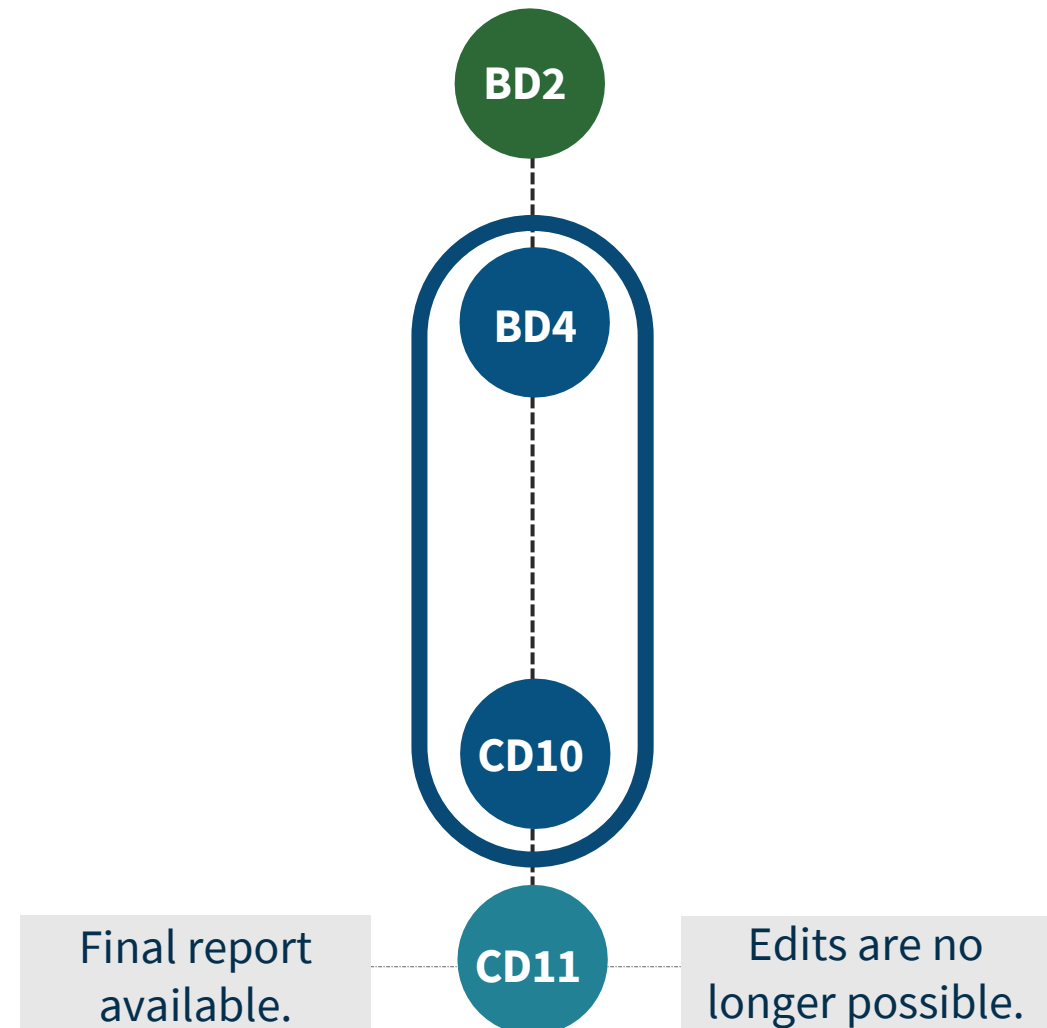 BD2
BD4
CD10
Final report
available.
CD11
Edits are no
longer possible.